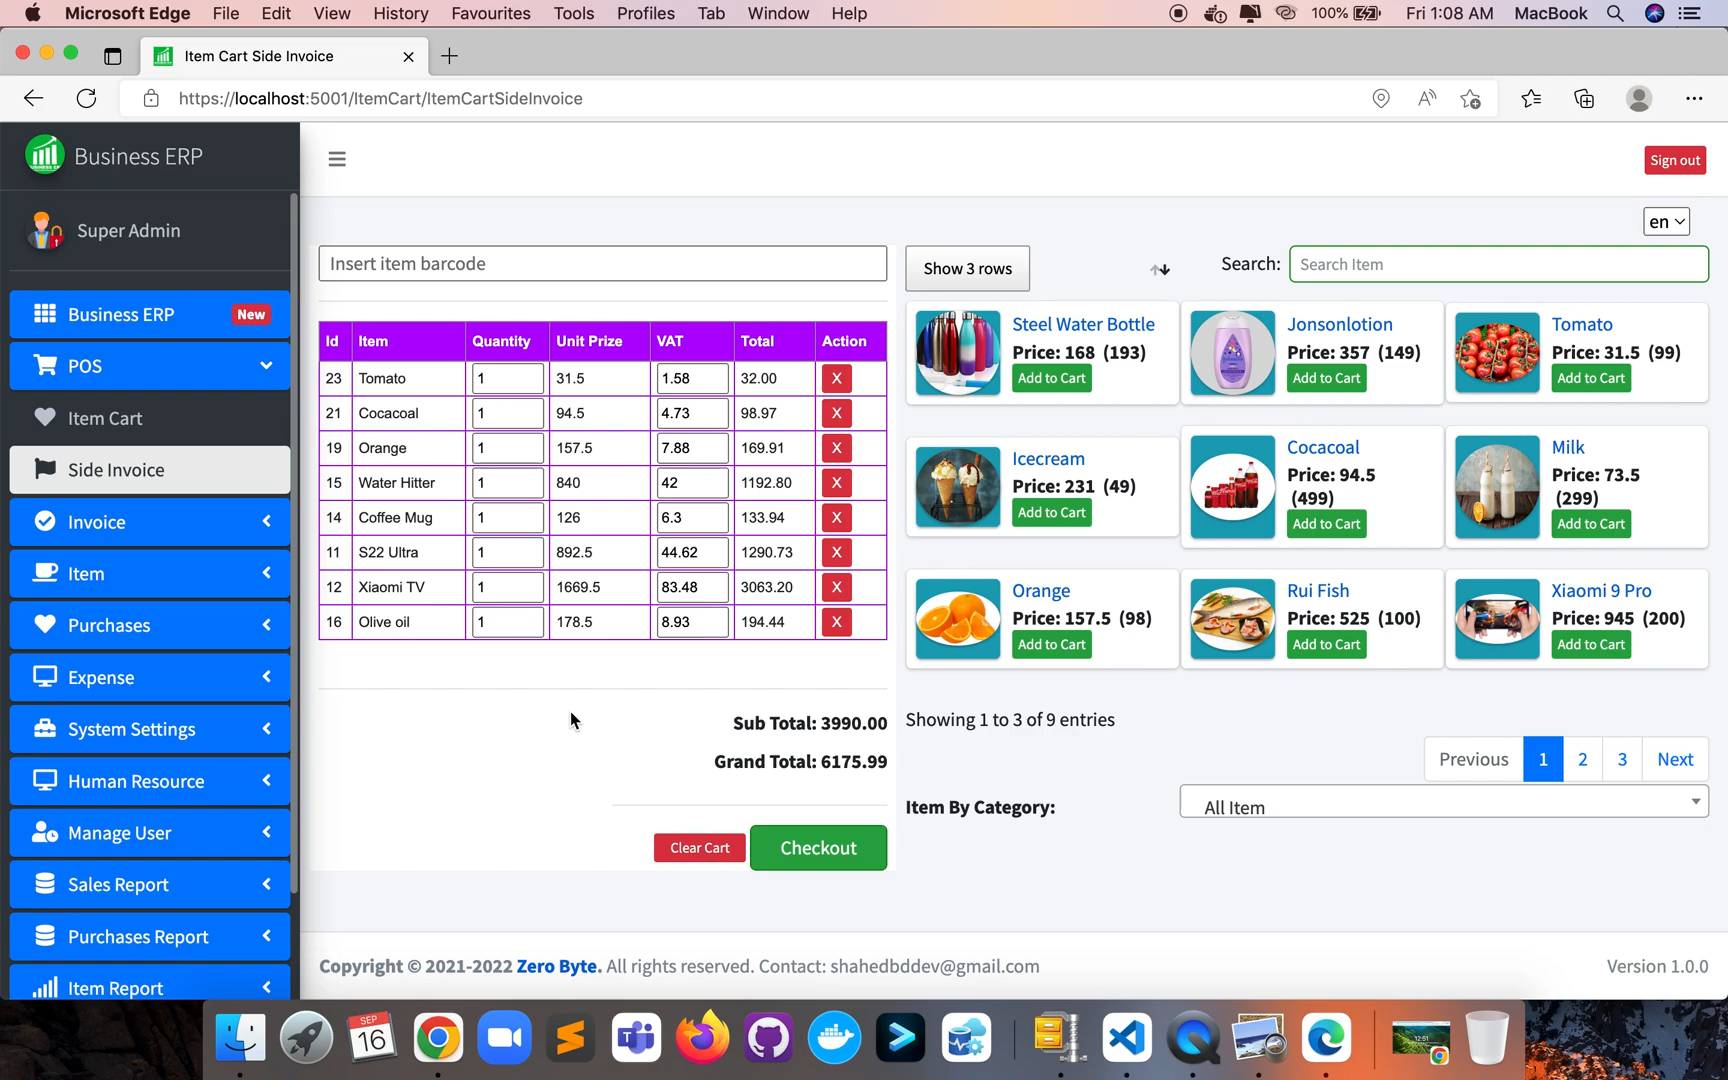 Microsoft Edge File Edit View History Favourites Tools Profiles Tab Window Help 100% Fri 1:08 AM MacBook
Item Cart Side Invoice
https://localhost:5001/ItemCart/ItemCartSideInvoice
Business ERP
Sign out
Super Admin
en
Business ERP New
POS
Item Cart
Side Invoice
Invoice
Item
Purchases
Expense
System Settings
Human Resource
Manage User
Sales Report
Purchases Report
Item Report
Insert item barcode
Id Item Quantity Unit Prize VAT Total Action
23 Tomato 1 31.5 1.58 32.00 X
21 Cocacoal 1 94.5 4.73 98.97 X
19 Orange 1 157.5 7.88 169.91 X
15 Water Hitter 1 840 42 1192.80 X
14 Coffee Mug 1 126 6.3 133.94 X
11 S22 Ultra 1 892.5 44.62 1290.73 X
12 Xiaomi TV 1 1669.5 83.48 3063.20 X
16 Olive oil 1 178.5 8.93 194.44 X
Sub Total: 3990.00
Grand Total: 6175.99
Clear Cart Checkout
Show 3 rows
Search: Search Item
Steel Water Bottle
Price: 168 (193)
Add to Cart
Jonsonlotion
Price: 357 (149)
Add to Cart
Tomato
Price: 31.5 (99)
Add to Cart
Icecream
Price: 231 (49)
Add to Cart
Cocacoal
Price: 94.5
(499)
Add to Cart
Milk
Price: 73.5
(299)
Add to Cart
Orange
Price: 157.5 (98)
Add to Cart
Rui Fish
Price: 525 (100)
Add to Cart
Xiaomi 9 Pro
Price: 945 (200)
Add to Cart
Showing 1 to 3 of 9 entries
Previous 1 2 3 Next
Item By Category: All Item
Copyright © 2021-2022 Zero Byte. All rights reserved. Contact: shahedbddev@gmail.com
Version 1.0.0
SEP
16
12:51